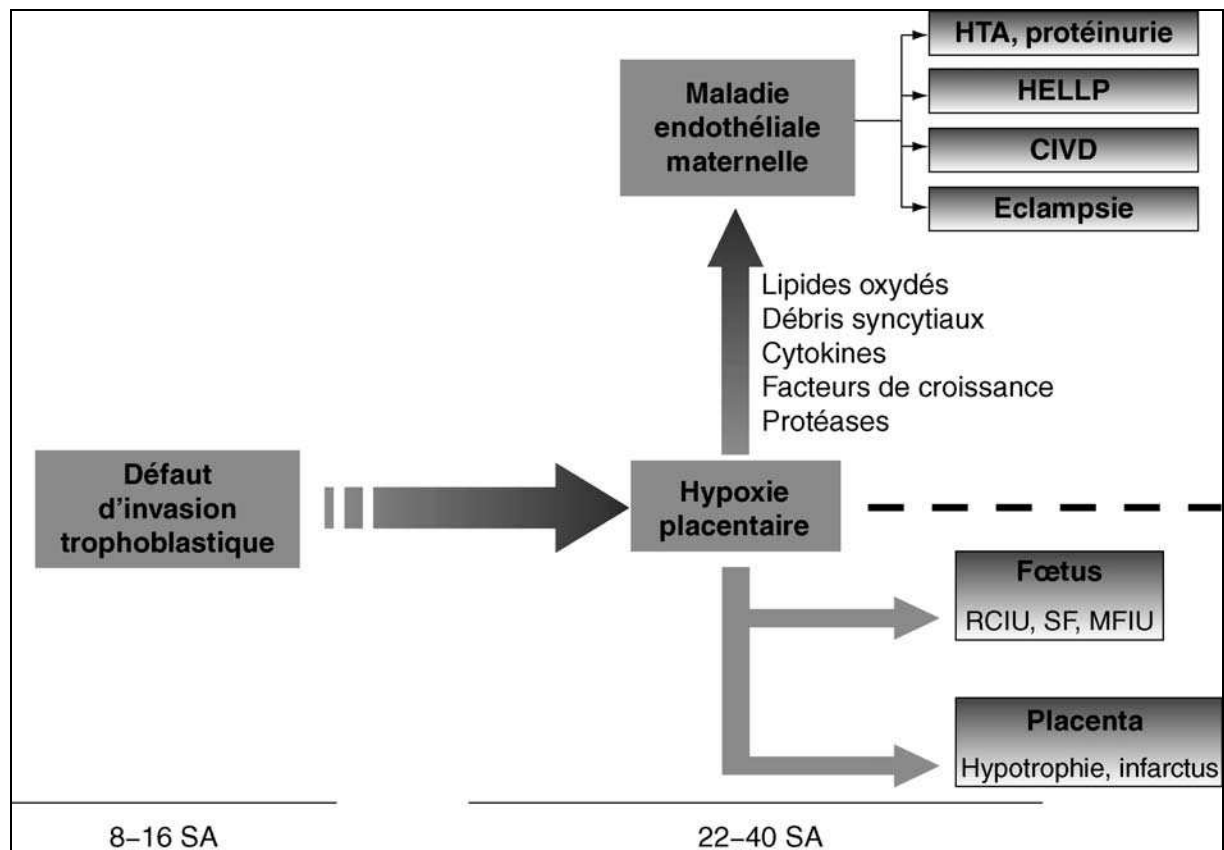 HTA, protéinurie
HELLP
CIVD
Eclampsie
Maladie
endothéliale
maternelle
Lipides oxydés
Débris syncytiaux
Cytokines
Facteurs de croissance
Protéases
Défaut
d'invasion
trophoblastique
Hypoxie
placentaire
Fœtus
RCIU, SF, MFIU
Placenta
Hypotrophie, infarctus
8–16 SA
22–40 SA